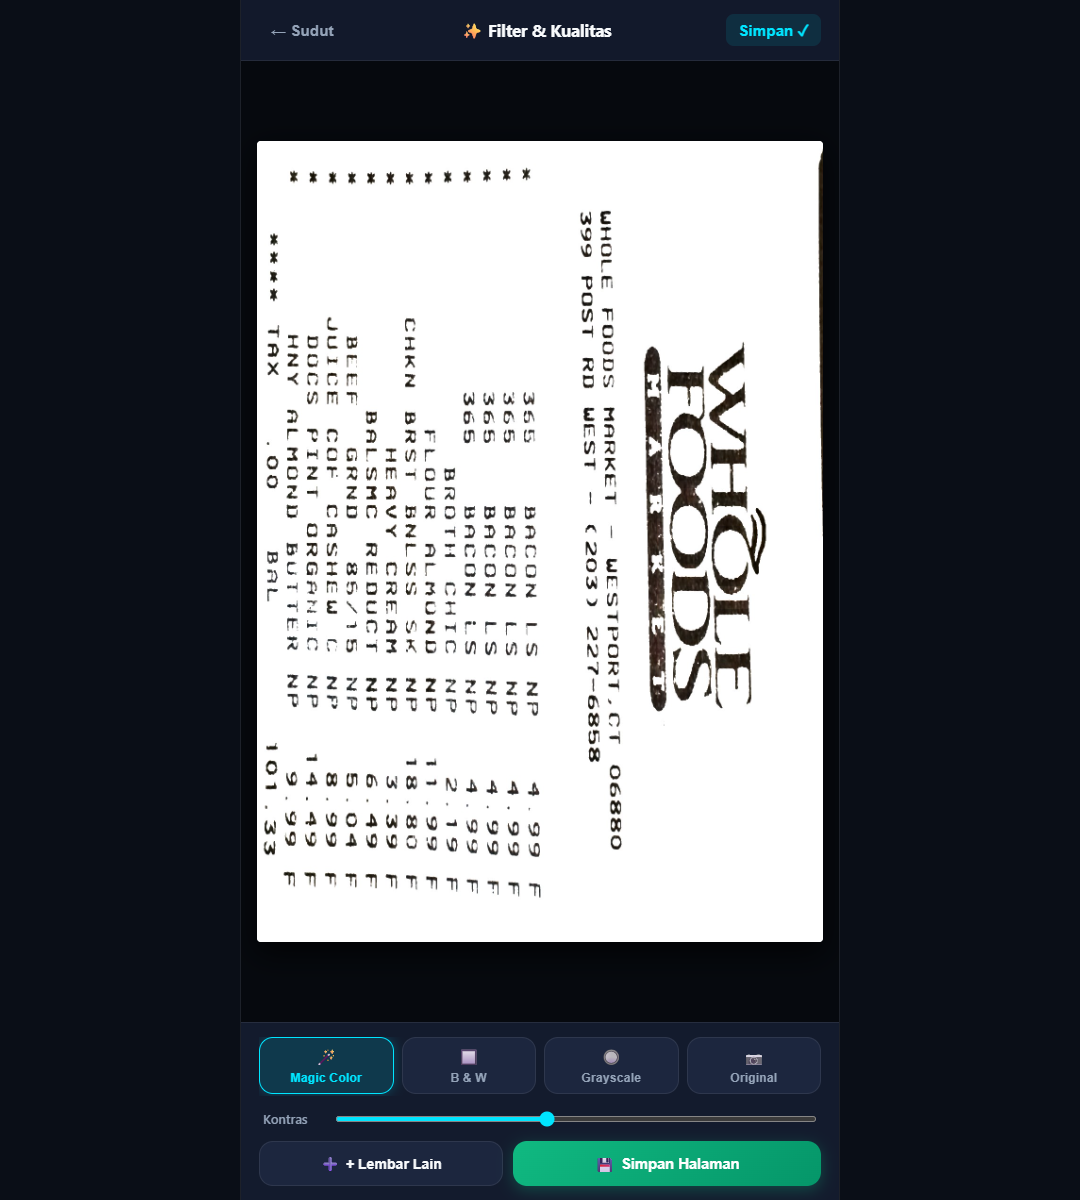 ← Sudut
✨ Filter & Kualitas
Simpan ✓
WHOLE
FOODS
MARKET
WHOLE FOODS MARKET - WESTPORT,CT 06880
399 POST RD WEST - (203) 227-6858
* 365 BACON LS NP 4.99 F
* 365 BACON LS NP 4.99 F
* 365 BACON LS NP 4.99 F
* 365 BACON LS NP 4.99 F
* BROTH CHIC NP 2.19 F
* FLOUR ALMOND NP 11.99 F
* CHKN BRST BNLSS SK NP 18.80 F
* HEAVY CREAM NP 3.39 F
* BALSMC REDUCT NP 6.49 F
* BEEF GRND 85/15 NP 5.04 F
* JUICE COF CASHEW C NP 8.99 F
* DOCS PINT ORGANIC NP 14.49 F
* HNY ALMOND BUTTER NP 9.99 F
**** TAX .00 BAL 101.33
Magic Color
B & W
Grayscale
Original
Kontras
+ Lembar Lain
Simpan Halaman